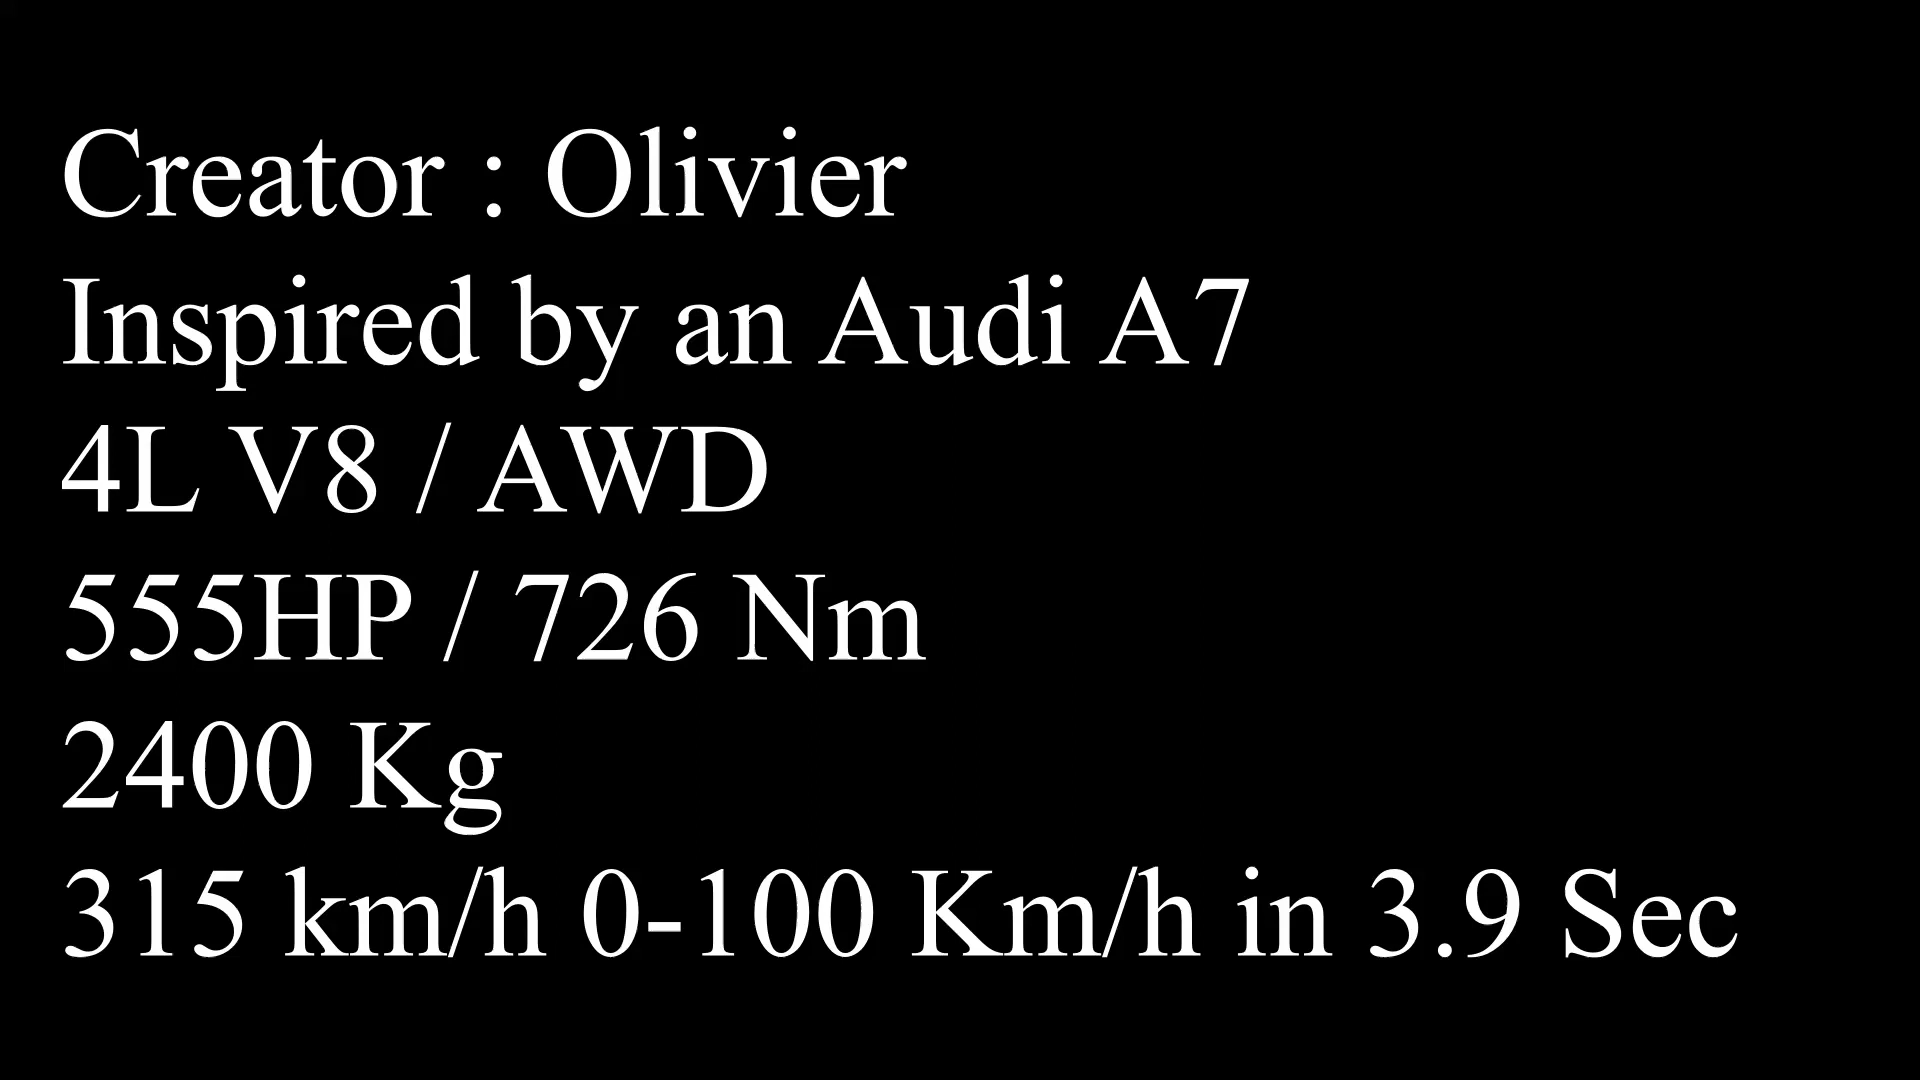 Creator : Olivier
Inspired by an Audi A7
4L V8 / AWD
555HP / 726 Nm
2400 Kg
315 km/h 0-100 Km/h in 3.9 Sec